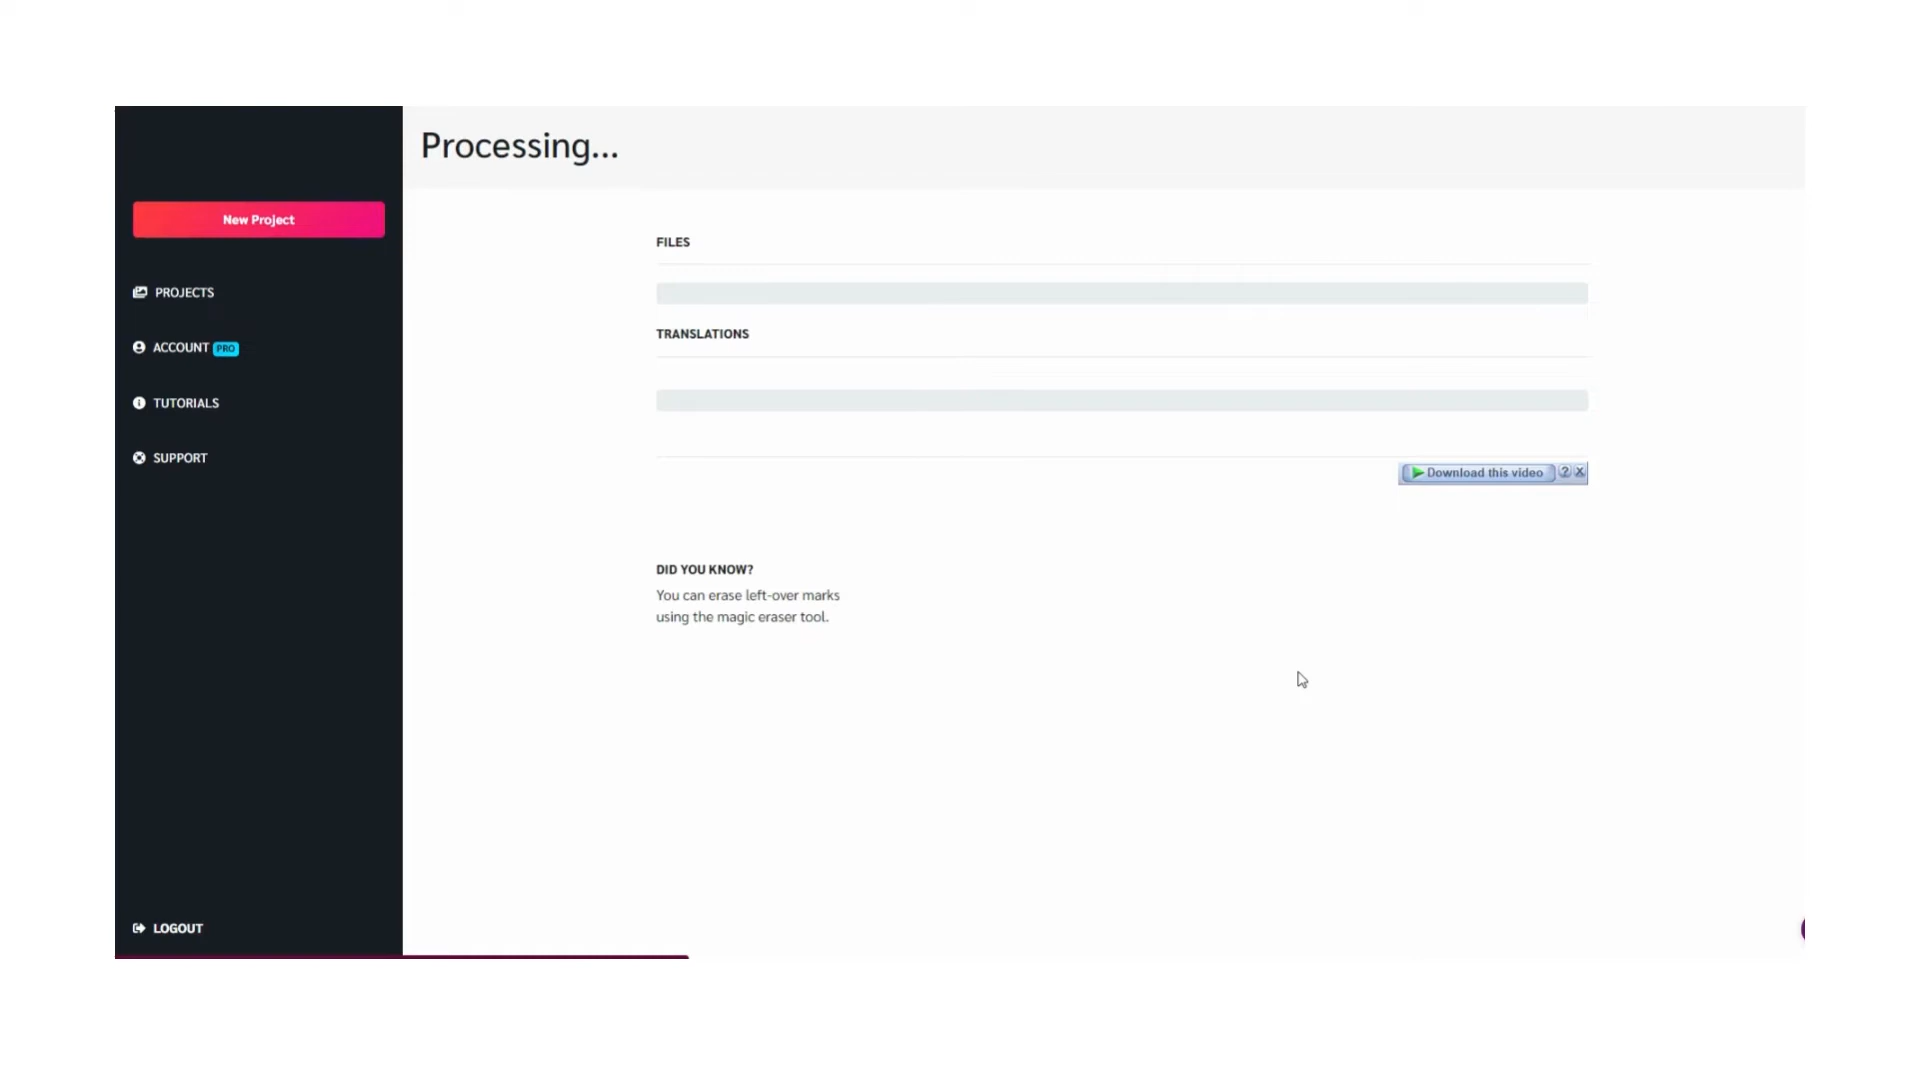 Processing...
New Project
PROJECTS
ACCOUNT PRO
TUTORIALS
SUPPORT
LOGOUT
FILES
TRANSLATIONS
Download this video ? X
DID YOU KNOW?
You can erase left-over marks
using the magic eraser tool.